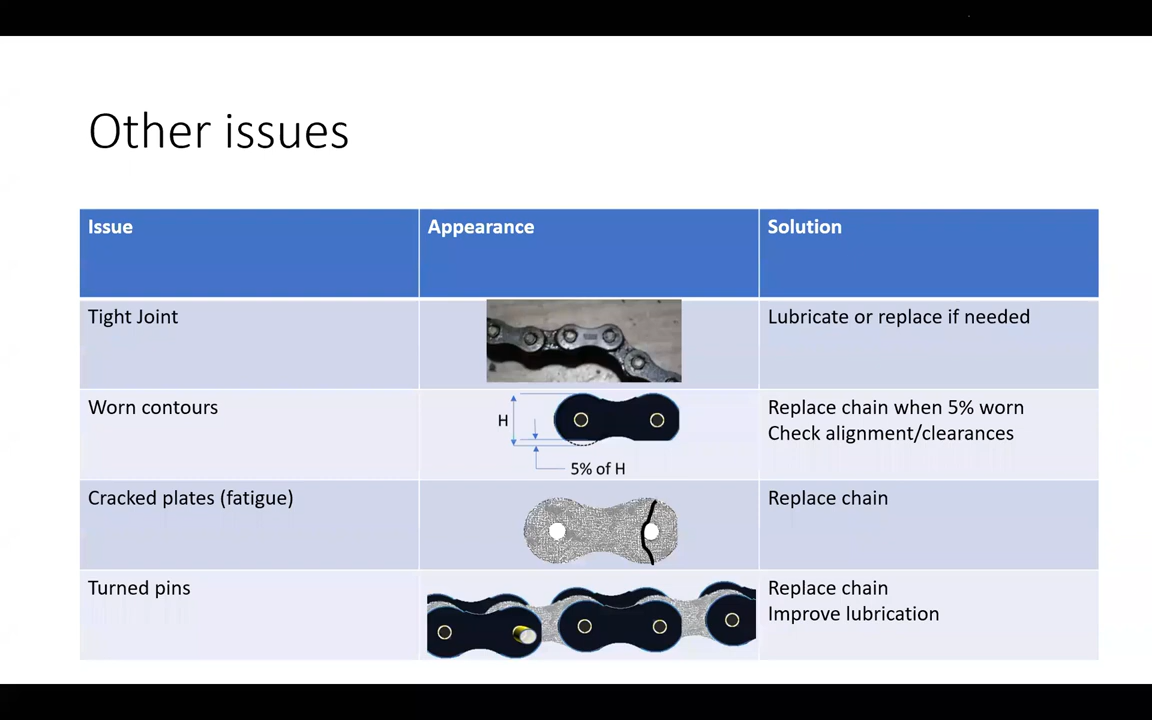 Other issues
Issue
Appearance
Solution
Tight Joint
Lubricate or replace if needed
Worn contours
H
5% of H
Replace chain when 5% worn
Check alignment/clearances
Cracked plates (fatigue)
Replace chain
Turned pins
Replace chain
Improve lubrication